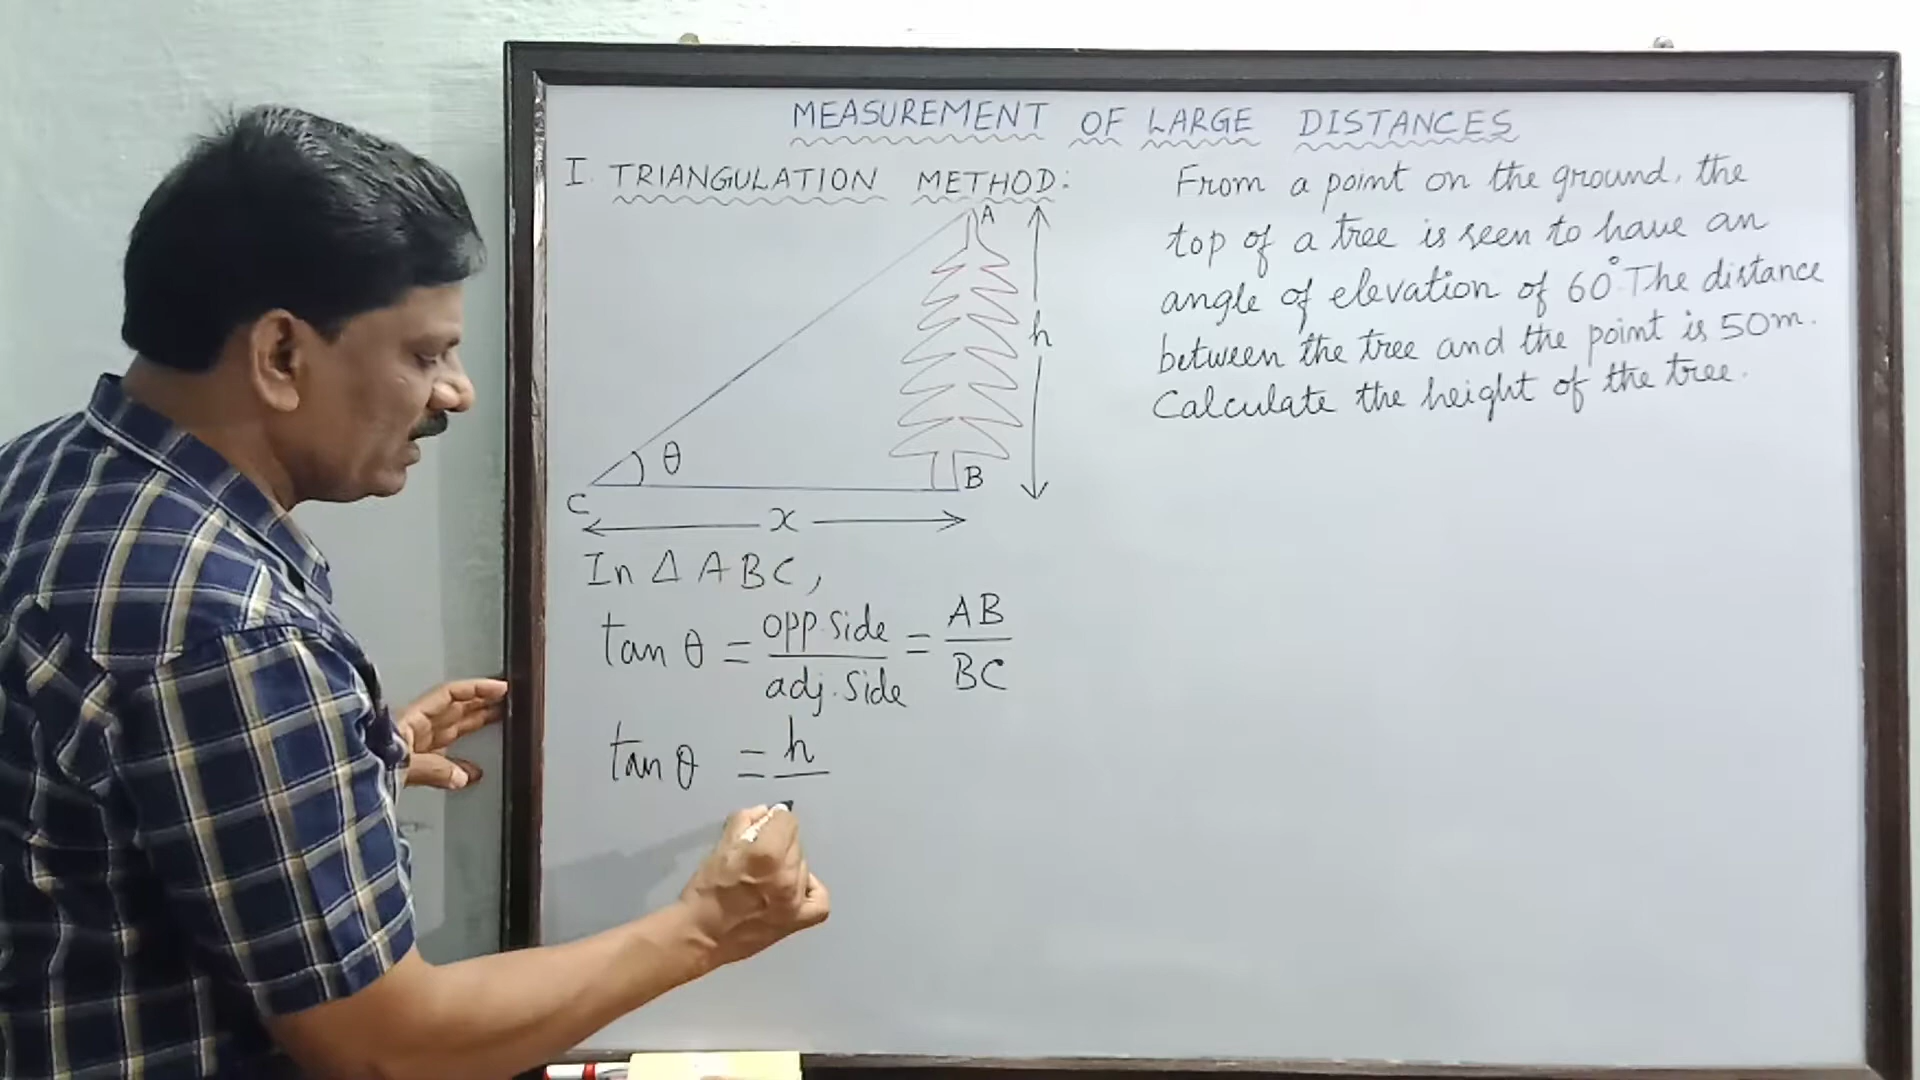 MEASUREMENT OF LARGE DISTANCES
I. TRIANGULATION METHOD:
A
h
θ
B
C
x
In Δ ABC,
tan θ = opp. side / adj. side = AB / BC
tan θ = h
From a point on the ground, the
top of a tree is seen to have an
angle of elevation of 60°. The distance
between the tree and the point is 50m.
Calculate the height of the tree.